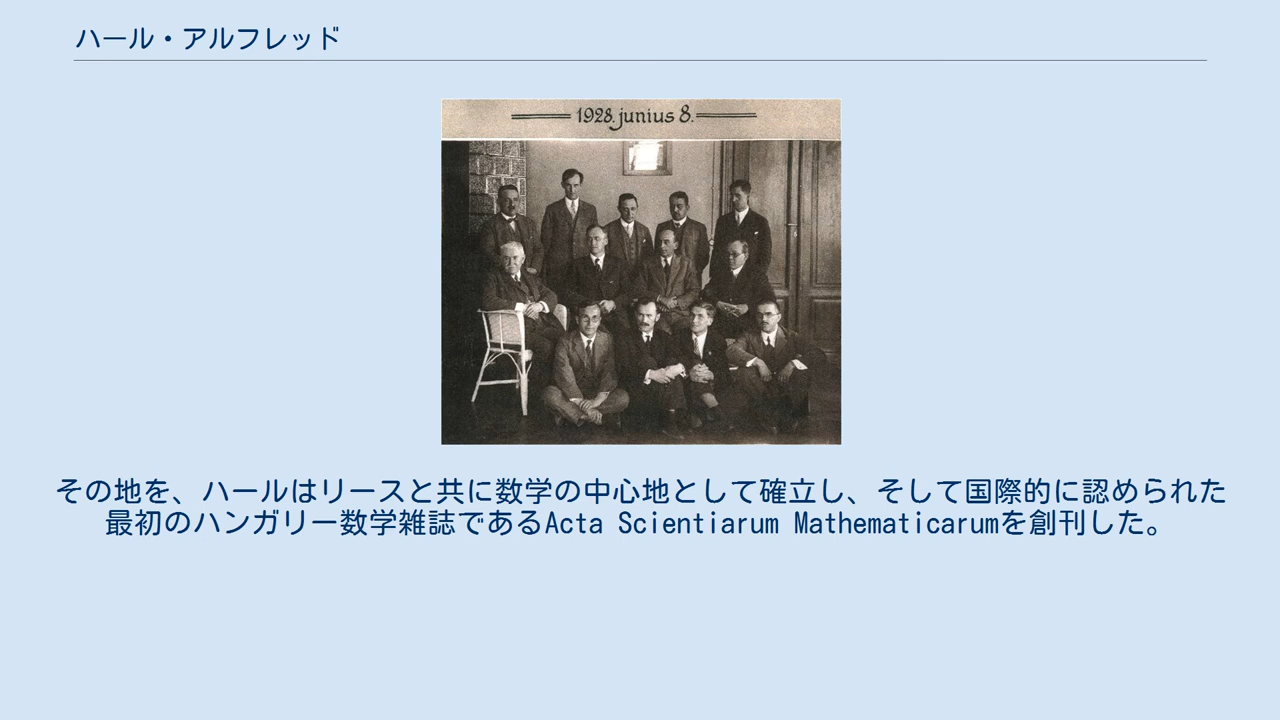 ハール・アルフレッド
1928. junius 8.
その地を、ハールはリースと共に数学の中心地として確立し、そして国際的に認められた
最初のハンガリー数学雑誌であるActa Scientiarum Mathematicarumを創刊した。